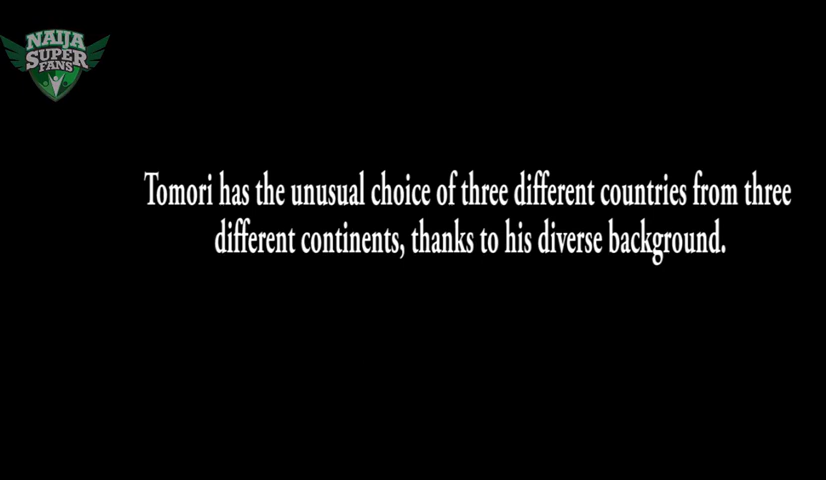 NAIJA
SUPER
FANS
Tomori has the unusual choice of three different countries from three
different continents, thanks to his diverse background.